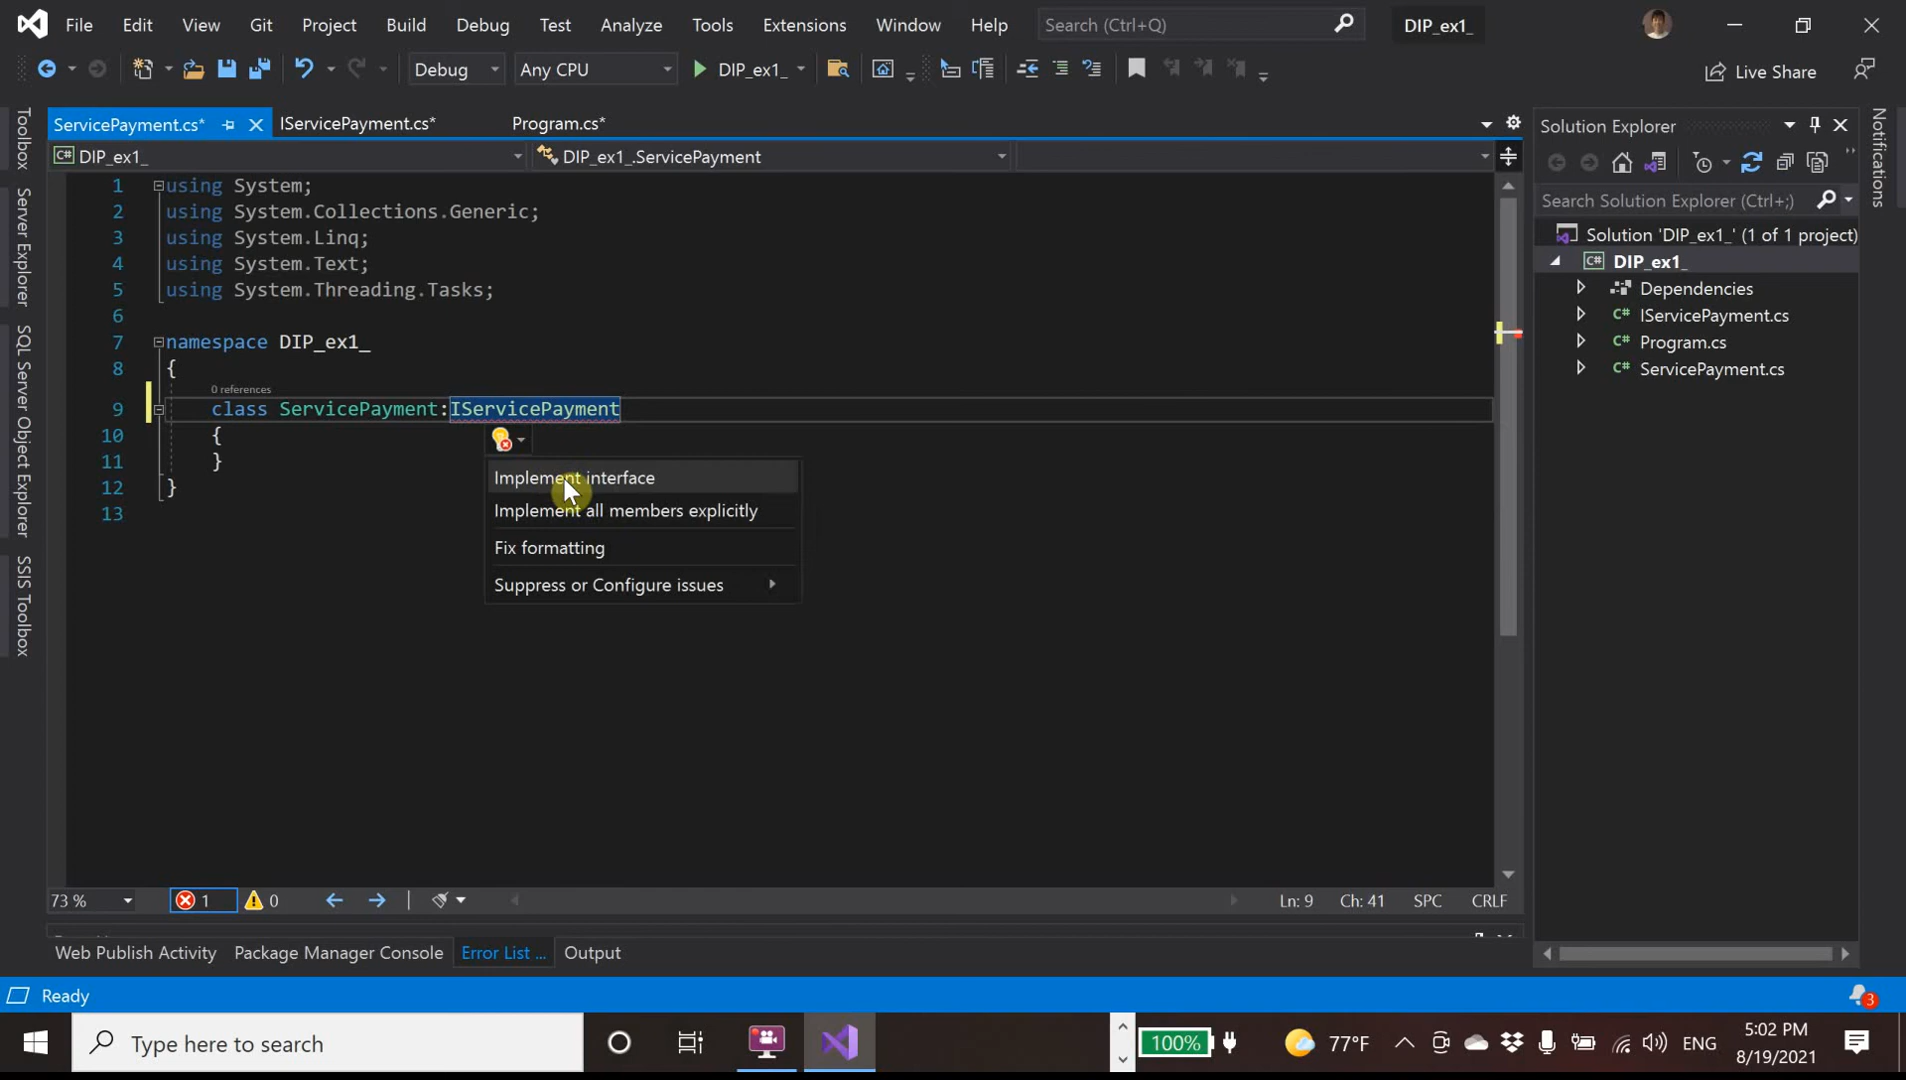 File Edit View Git Project Build Debug Test Tools Analyze Extensions Window Help Search (Ctrl+Q) DIP_ex1_
Debug Any CPU DIP_ex1_ Live Share
ServicePayment.cs* IServicePayment.cs* Program.cs*
C# DIP_ex1_ DIP_ex1_.ServicePayment
Toolbox
Server Explorer
SQL Server Object Explorer
SSIS Toolbox
1 using System;
2 using System.Collections.Generic;
3 using System.Linq;
4 using System.Text;
5 using System.Threading.Tasks;
6
7 namespace DIP_ex1_
8 {
0 references
9 class ServicePayment:IServicePayment
10 {
11 }
12 }
13
Implement interface
Implement all members explicitly
Fix formatting
Suppress or Configure issues
Solution Explorer
Search Solution Explorer (Ctrl+;)
Solution 'DIP_ex1_' (1 of 1 project)
C# DIP_ex1_
Dependencies
C# IServicePayment.cs
C# Program.cs
C# ServicePayment.cs
Notifications
73 % 1 0 Ln: 9 Ch: 41 SPC CRLF
Web Publish Activity Package Manager Console Error List ... Output
Ready 3
Type here to search 100% 77°F ENG 5:02 PM
8/19/2021